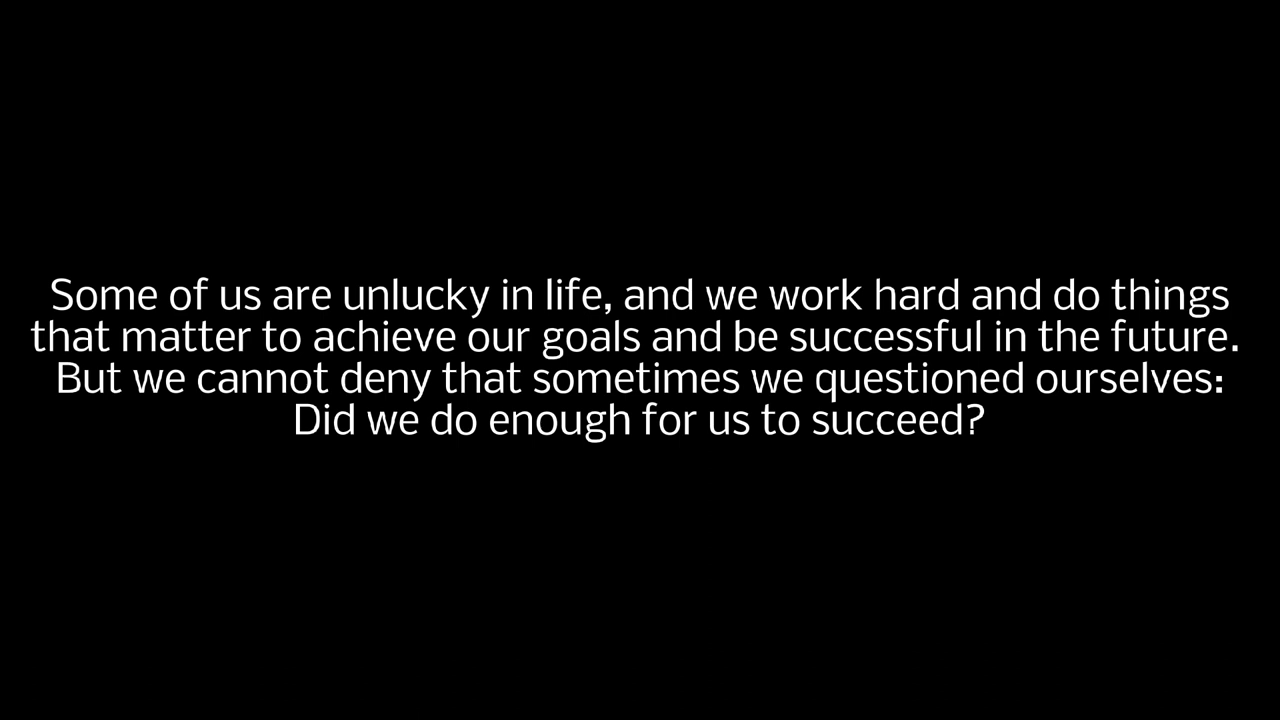 Some of us are unlucky in life, and we work hard and do things
that matter to achieve our goals and be successful in the future.
But we cannot deny that sometimes we questioned ourselves:
Did we do enough for us to succeed?